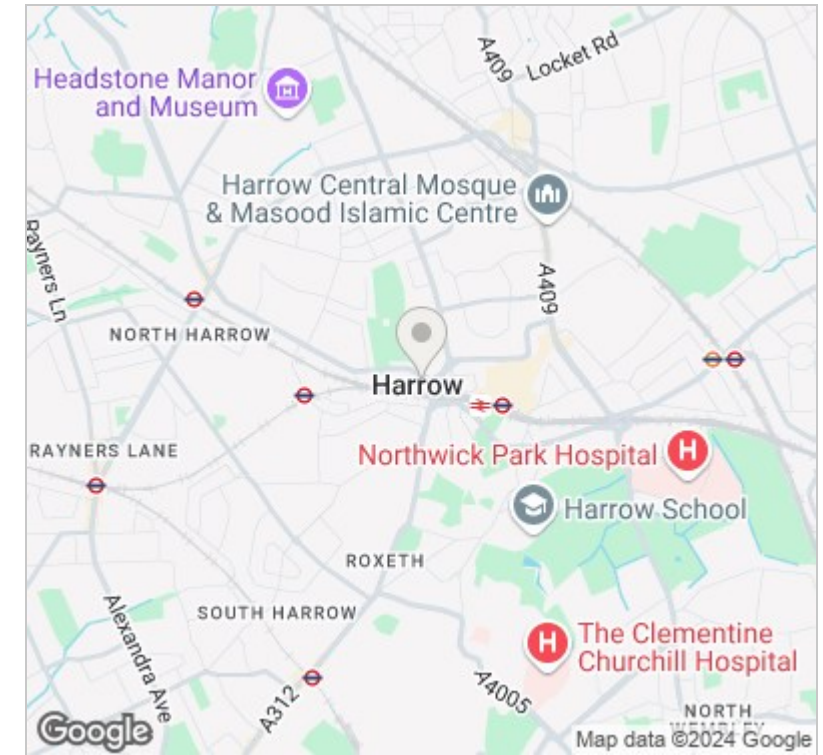 A409
Locket Rd
Headstone Manor
and Museum
Harrow Central Mosque
& Masood Islamic Centre
Rayners Ln
A409
NORTH HARROW
Harrow
RAYNERS LANE
Northwick Park Hospital
H
Harrow School
ROXETH
SOUTH HARROW
Alexandra Ave
H
The Clementine
Churchill Hospital
A312
A4005
NORTH
WEMBLEY
Google
Map data ©2024 Google